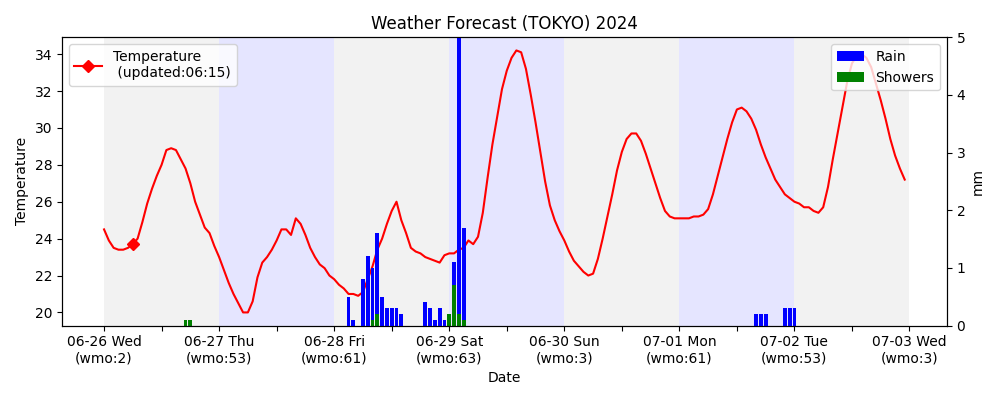 Weather Forecast (TOKYO) 2024
Temperature
(updated:06:15)
Rain
Showers
34
32
30
28
26
24
22
20
Temperature
5
4
3
2
1
0
mm
06-26 Wed
(wmo:2)
06-27 Thu
(wmo:53)
06-28 Fri
(wmo:61)
06-29 Sat
(wmo:63)
06-30 Sun
(wmo:3)
07-01 Mon
(wmo:61)
07-02 Tue
(wmo:53)
07-03 Wed
(wmo:3)
Date